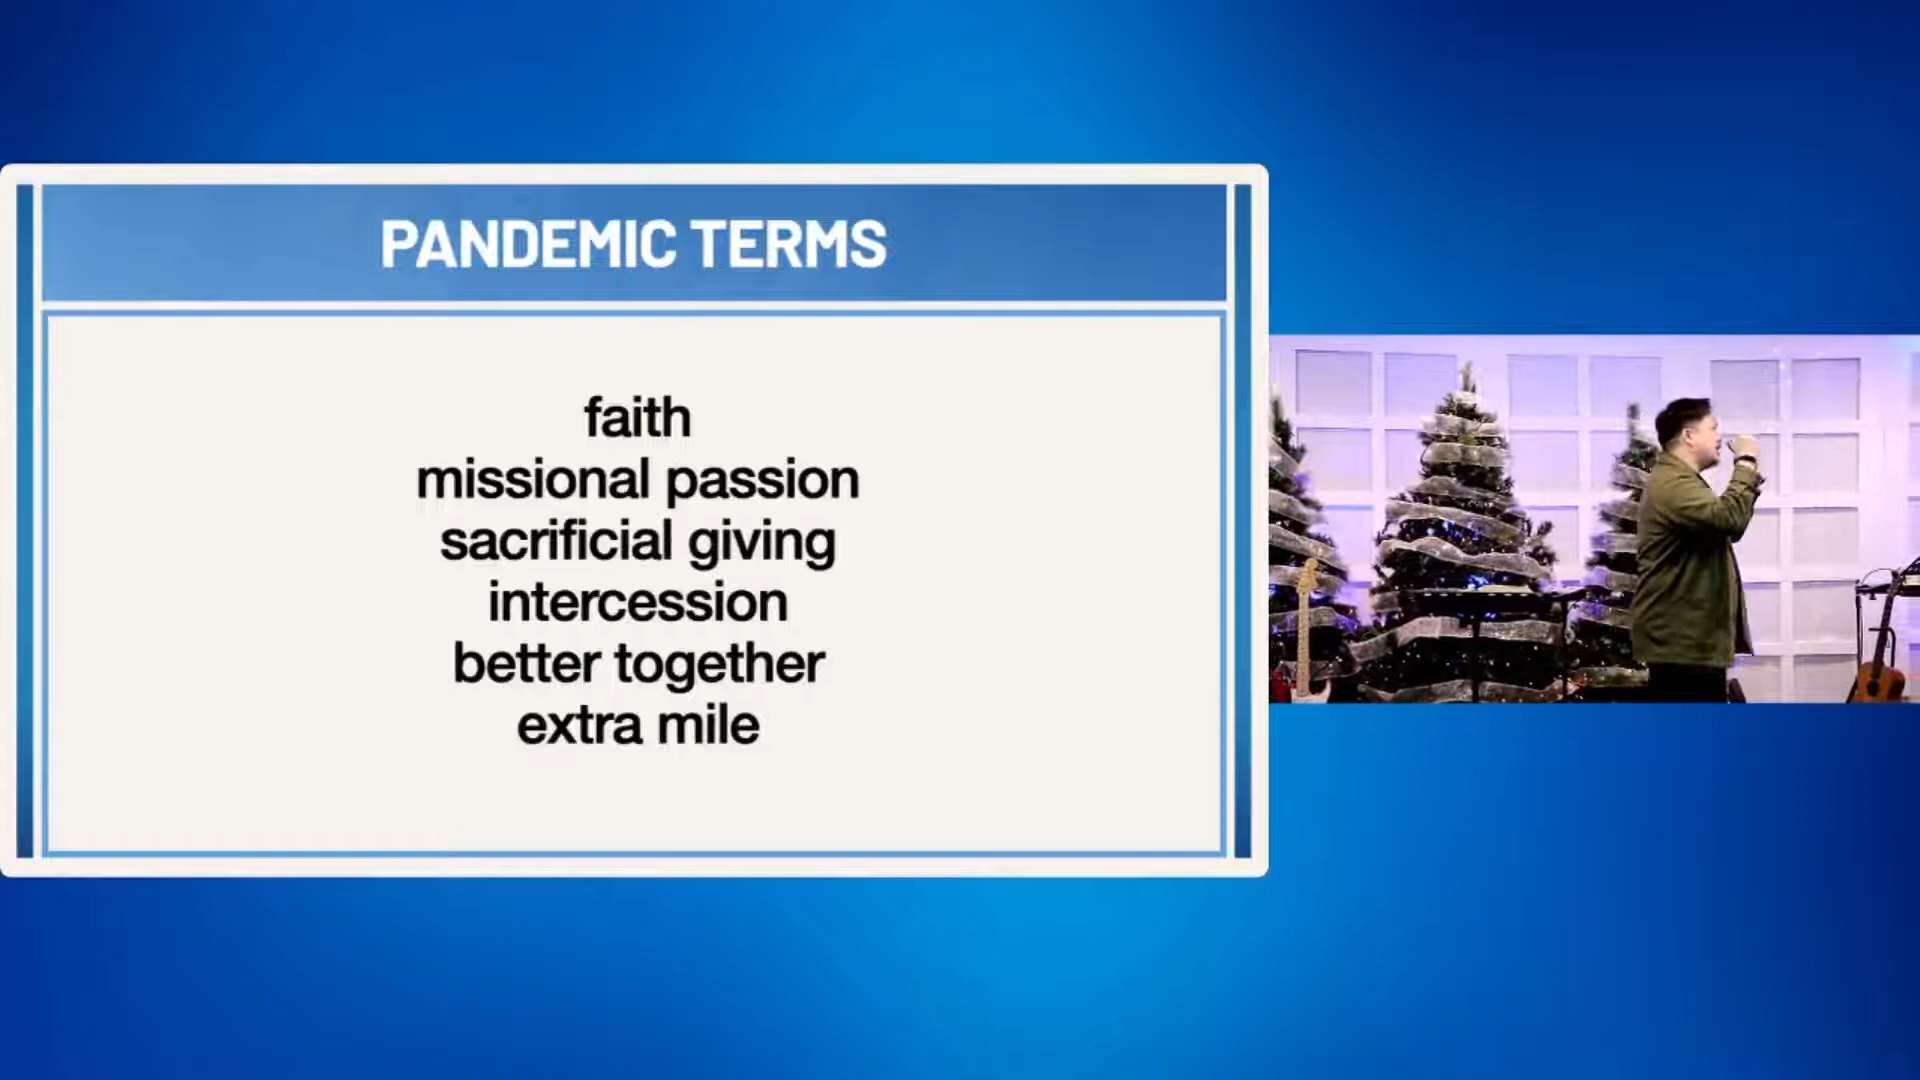 PANDEMIC TERMS
faith
missional passion
sacrificial giving
intercession
better together
extra mile